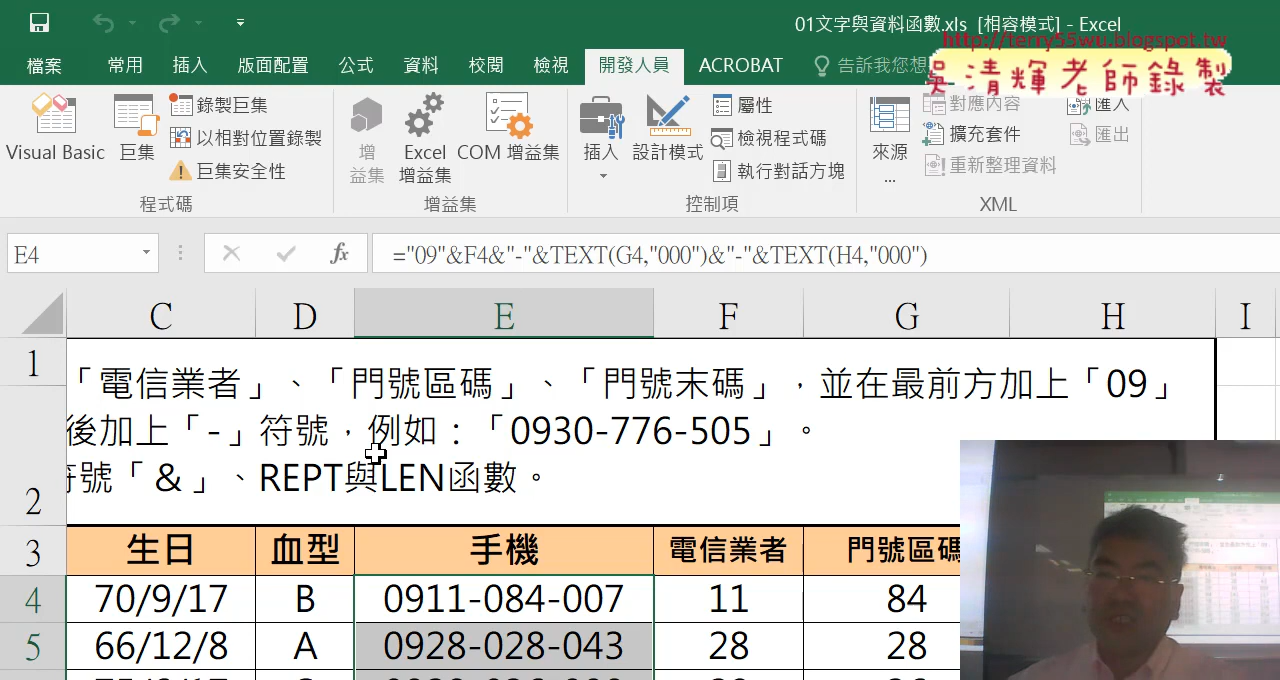 01文字與資料函數.xls [相容模式] - Excel
http://terry55wu.blogspot.tw
檔案 常用 插入 版面配置 公式 資料 校閱 檢視 開發人員 ACROBAT 告訴我您想
吳清輝老師錄製
Visual Basic 巨集 錄製巨集 以相對位置錄製 巨集安全性
程式碼
增益集 Excel 增益集 COM 增益集
增益集
插入 設計模式 屬性 檢視程式碼 執行對話方塊
控制項
來源... 對應內容 擴充套件 重新整理資料 匯入 匯出
XML
E4 fx ="09"&F4&"-"&TEXT(G4,"000")&"-"&TEXT(H4,"000")
C D E F G H I
1
「電信業者」、「門號區碼」、「門號末碼」，並在最前方加上「09」
後加上「-」符號，例如：「0930-776-505」。
2 符號「&」、REPT與LEN函數。
3 生日 血型 手機 電信業者 門號區碼
4 70/9/17 B 0911-084-007 11 84
5 66/12/8 A 0928-028-043 28 28